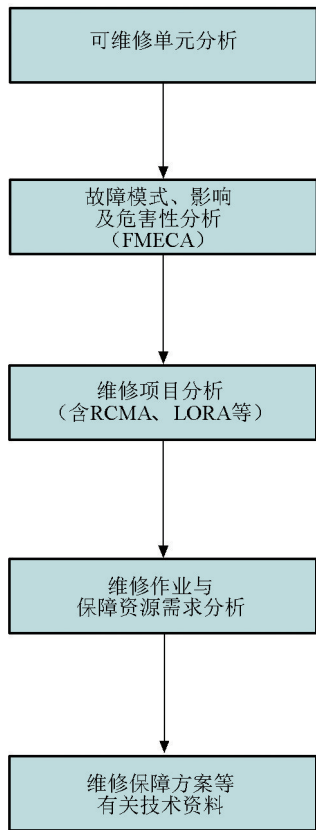 可维修单元分析
故障模式、影响
及危害性分析
（FMECA）
维修项目分析
（含RCMA、LORA等）
维修作业与
保障资源需求分析
维修保障方案等
有关技术资料